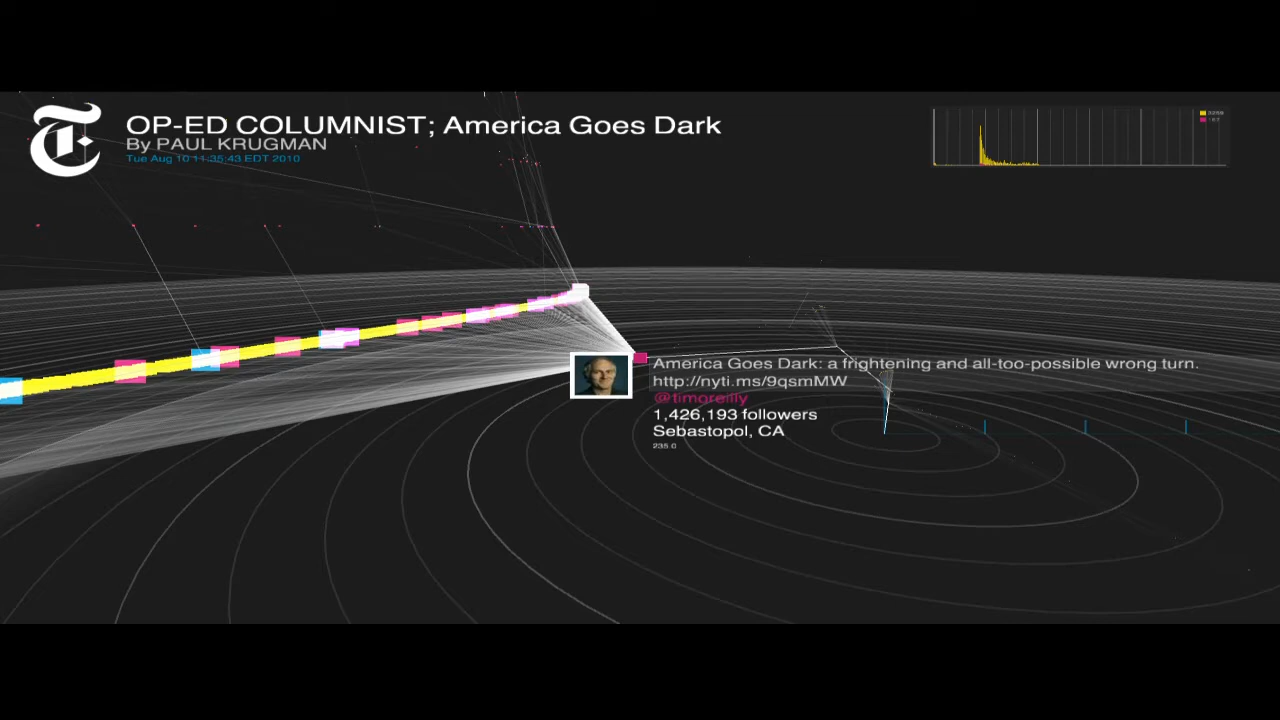 OP-ED COLUMNIST; America Goes Dark
By PAUL KRUGMAN
Tue Aug 10 11:35:43 EDT 2010
America Goes Dark: a frightening and all-too-possible wrong turn.
http://nyti.ms/9qsmMW
@timoreilly
1,426,193 followers
Sebastopol, CA
235 0